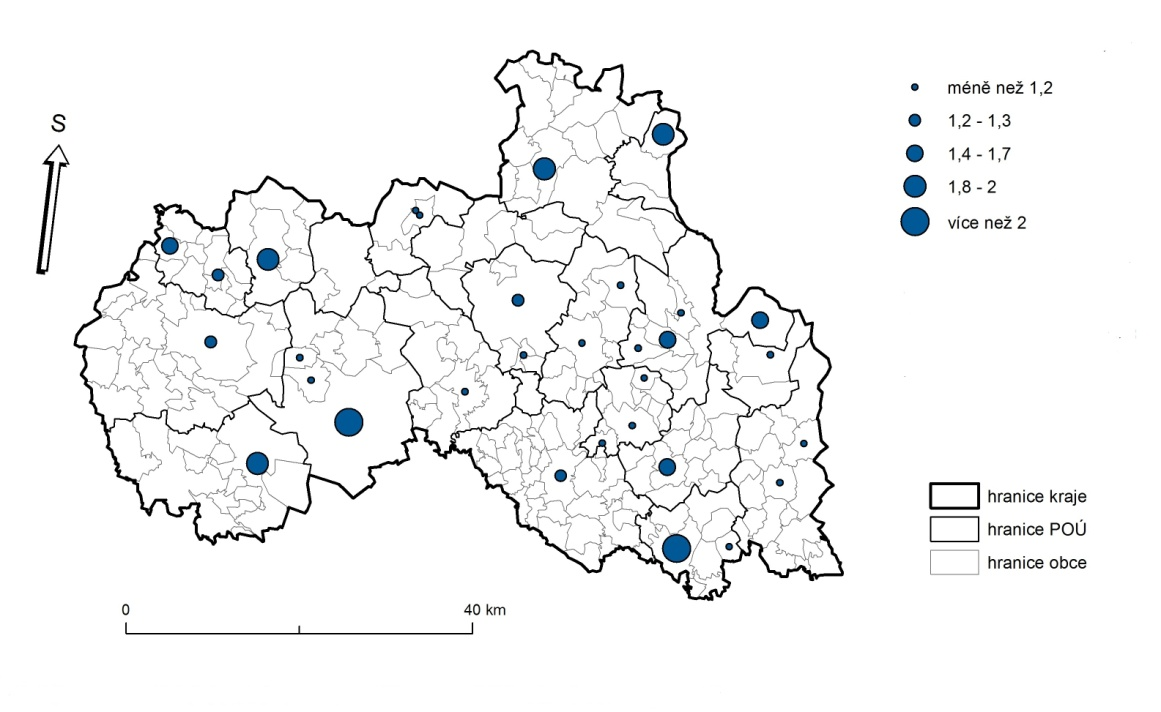 S
méně než 1,2
1,2 - 1,3
1,4 - 1,7
1,8 - 2
více než 2
hranice kraje
hranice POÚ
hranice obce
0 40 km